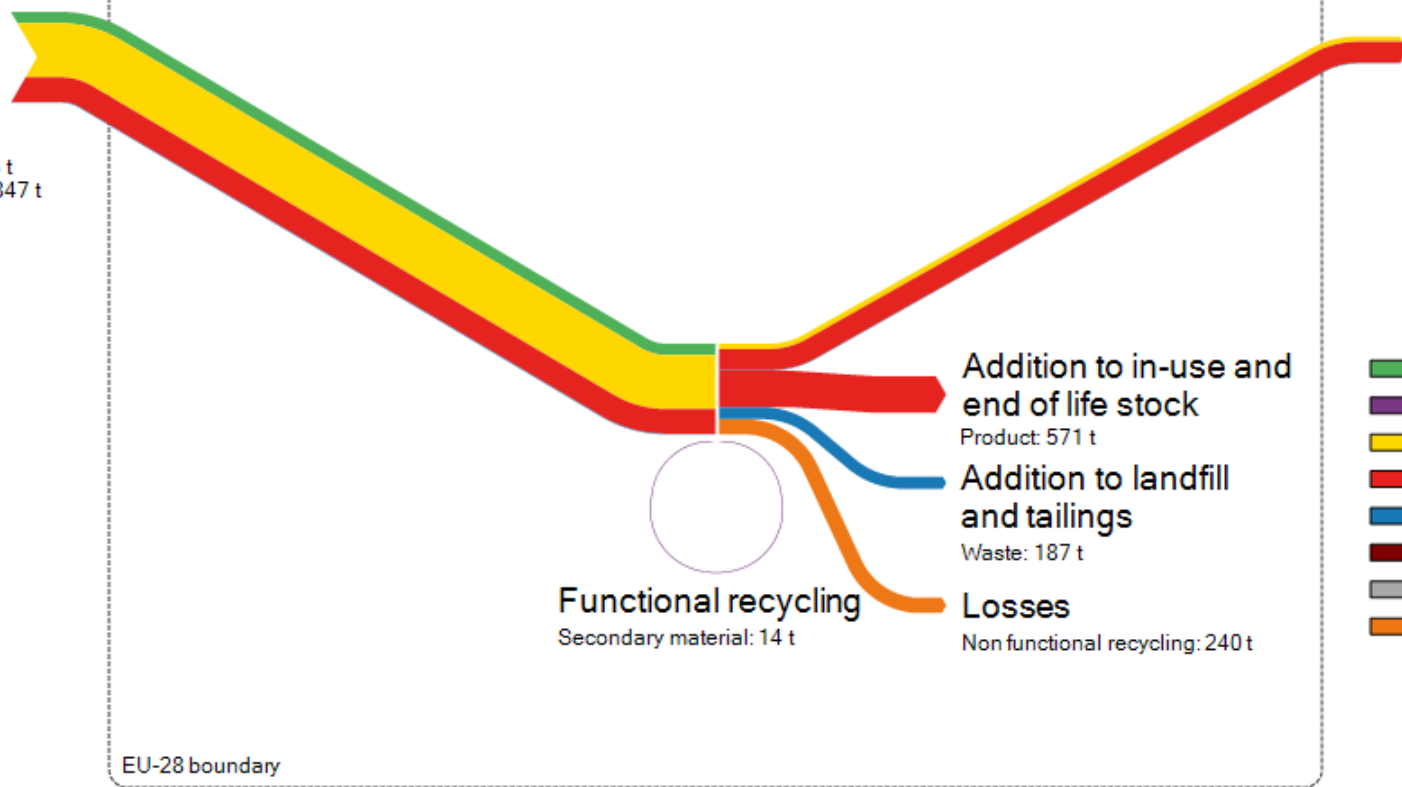 t
347 t
Addition to in-use and
end of life stock
Product: 571 t
Addition to landfill
and tailings
Waste: 187 t
Functional recycling
Secondary material: 14 t
Losses
Non functional recycling: 240 t
EU-28 boundary